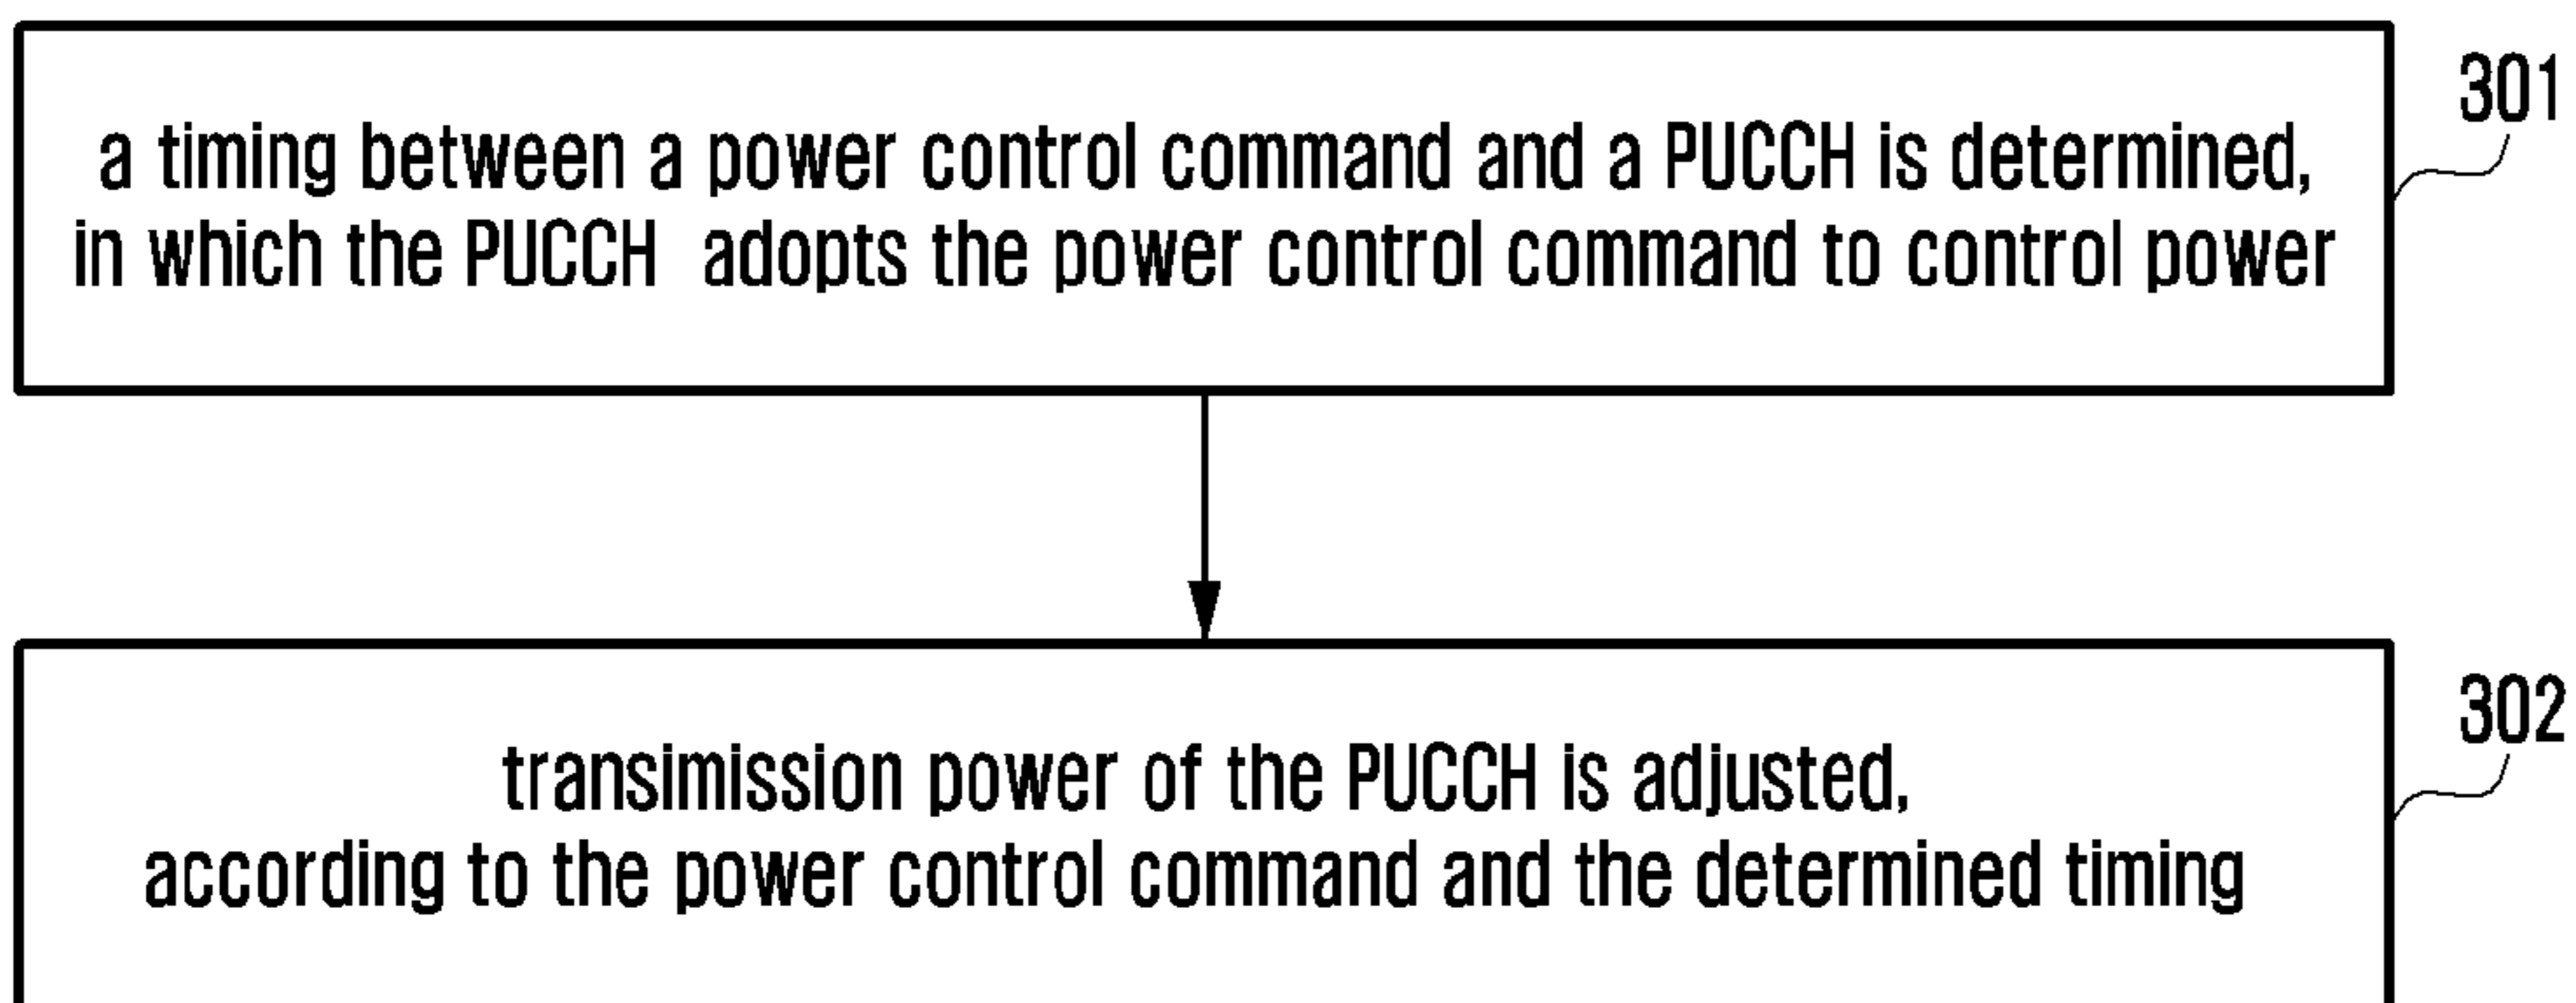 301
a timing between a power control command and a PUCCH is determined,
in which the PUCCH adopts the power control command to control power
302
transimission power of the PUCCH is adjusted,
according to the power control command and the determined timing